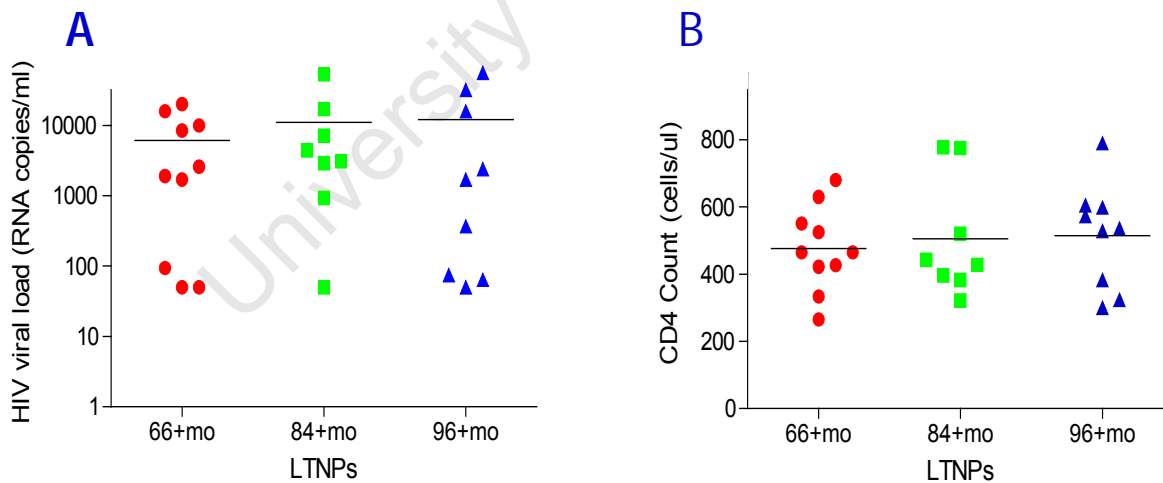 A
University
HIV viral load (RNA copies/ml)
10000
1000
100
10
1
66+mo
84+mo
96+mo
LTNPs
B
CD4 Count (cells/ul)
800
600
400
200
0
66+mo
84+mo
96+mo
LTNPs